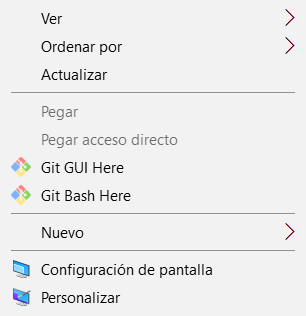 Ver
Ordenar por
Actualizar
Pegar
Pegar acceso directo
Git GUI Here
Git Bash Here
Nuevo
Configuración de pantalla
Personalizar